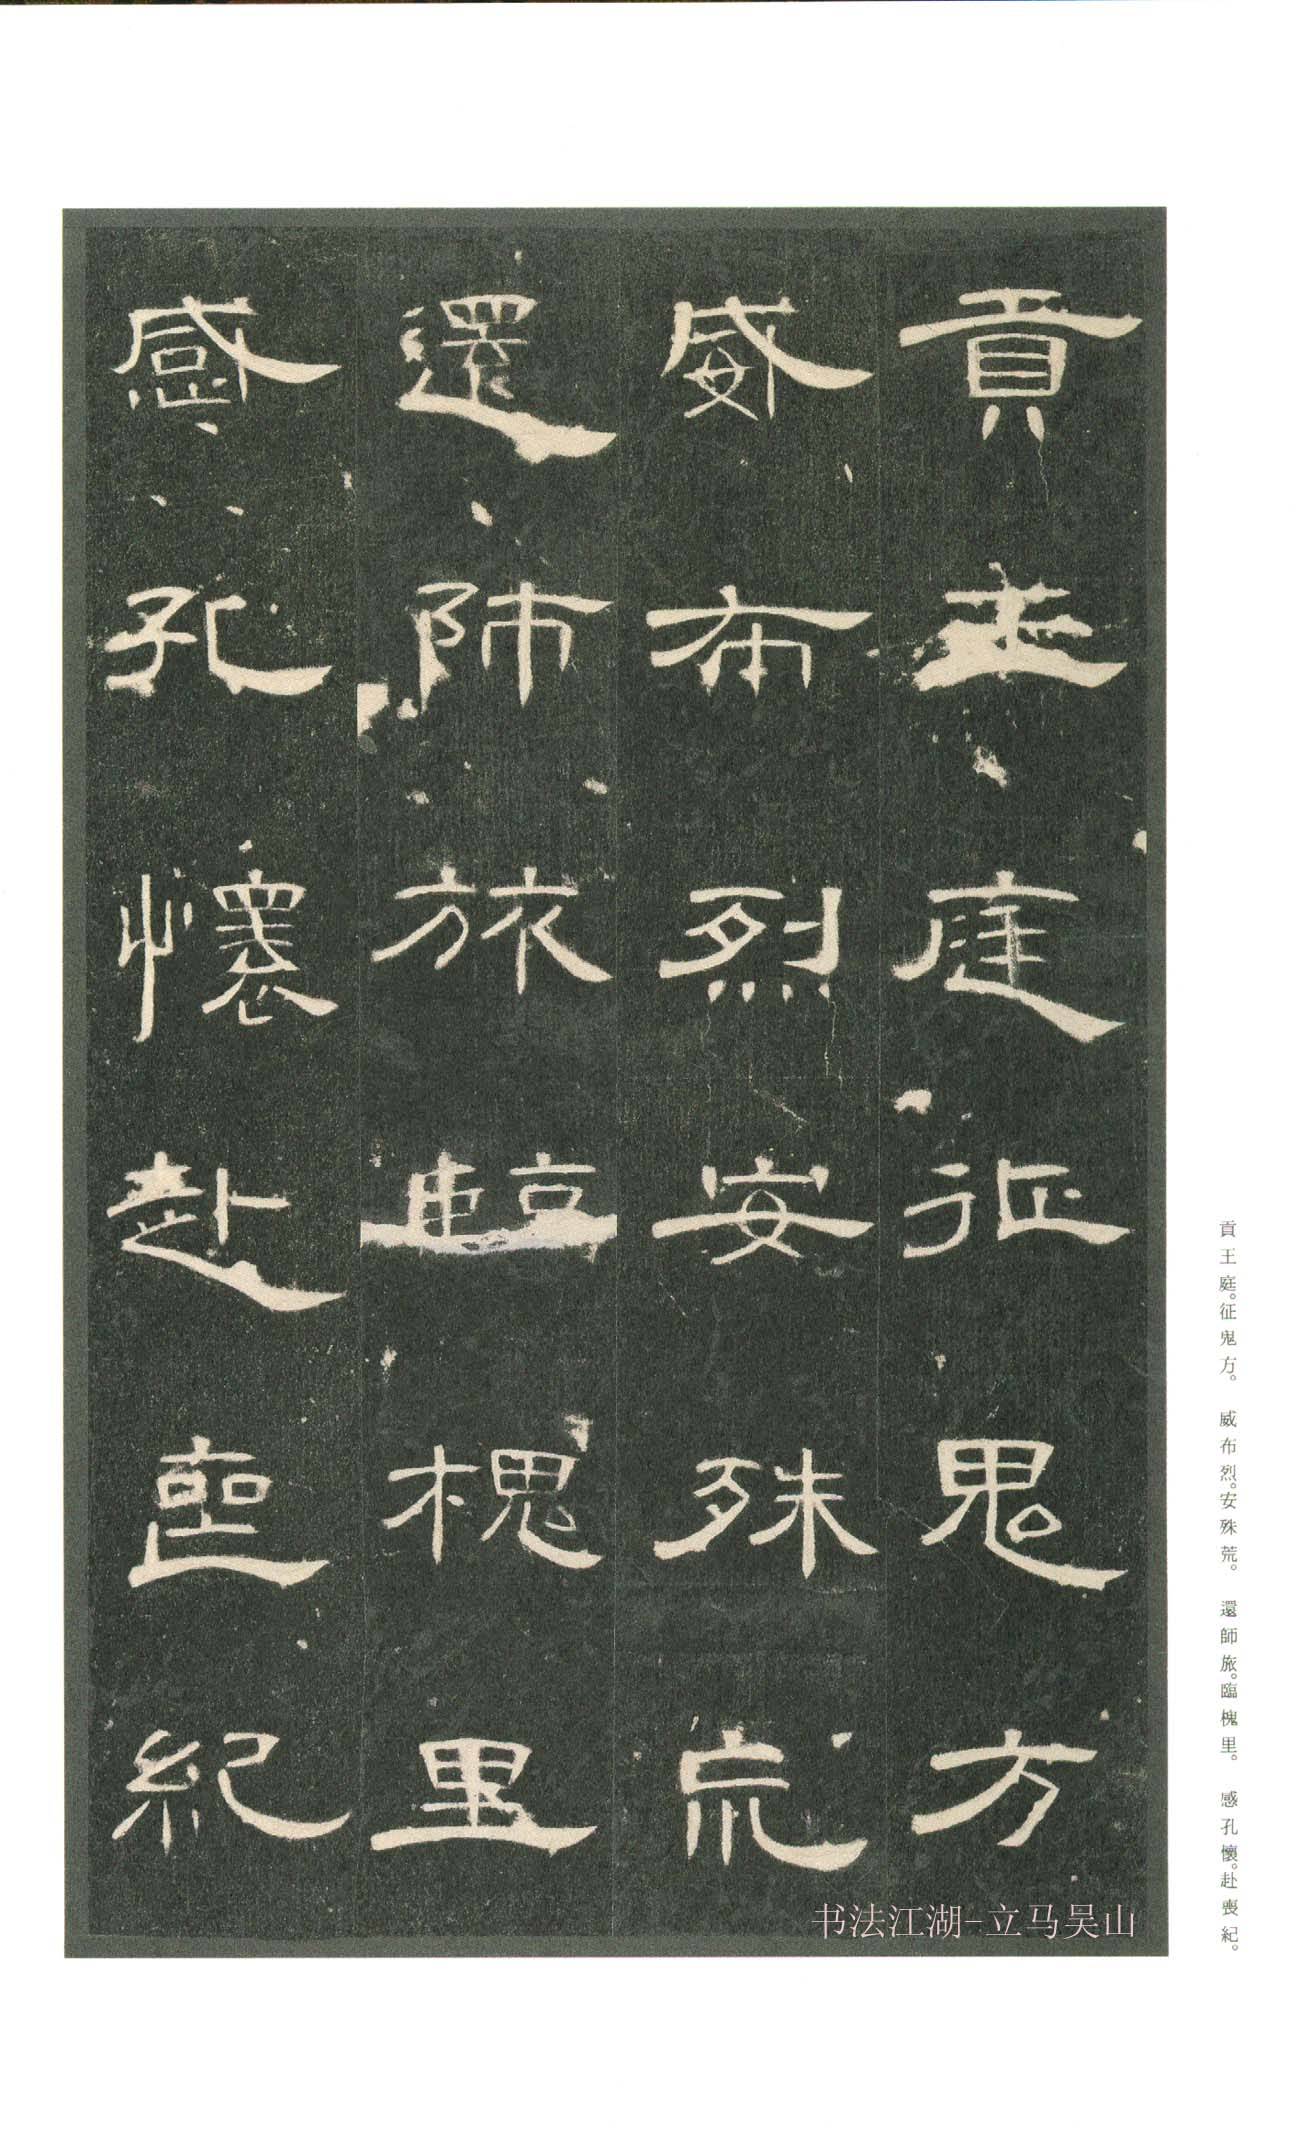 貢王庭征鬼方
威布烈安殊荒
還師旅臨槐里
感孔懷赴喪紀
貢王庭。征鬼方。 威布烈。安殊荒。 還師旅。臨槐里。 感孔懷。赴喪紀。
书法江湖-立马吴山